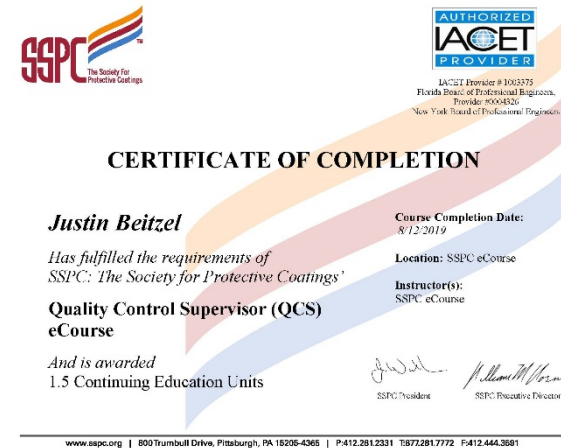 SSPC
TM
The Society For
Protective Coatings
AUTHORIZED
IACET
PROVIDER
IACET Provider # 1003375
Florida Board of Professional Engineers,
Provider #0004326
New York Board of Professional Engineers
CERTIFICATE OF COMPLETION
Justin Beitzel
Has fulfilled the requirements of
SSPC: The Society for Protective Coatings'
Quality Control Supervisor (QCS)
eCourse
And is awarded
1.5 Continuing Education Units
Course Completion Date:
8/12/2019
Location: SSPC eCourse
Instructor(s):
SSPC eCourse
SSPC President
SSPC Executive Director
www.sspc.org | 800 Trumbull Drive, Pittsburgh, PA 15205-4365 | P:412.281.2331 T:877.281.7772 F:412.444.3591